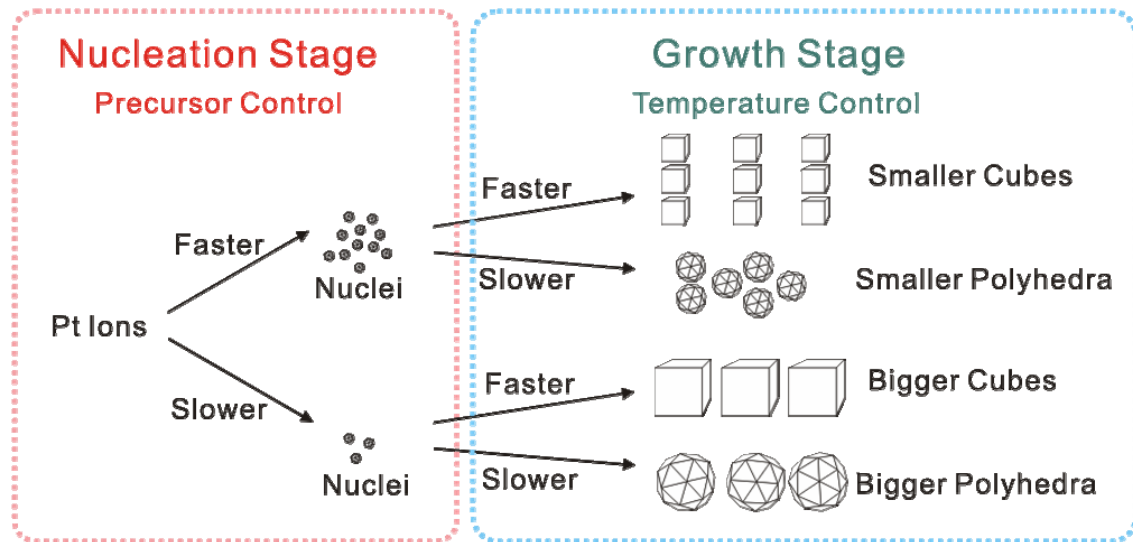 Nucleation Stage
Precursor Control
Growth Stage
Temperature Control
Pt Ions
Faster
Nuclei
Slower
Nuclei
Faster
Smaller Cubes
Slower
Smaller Polyhedra
Faster
Bigger Cubes
Slower
Bigger Polyhedra